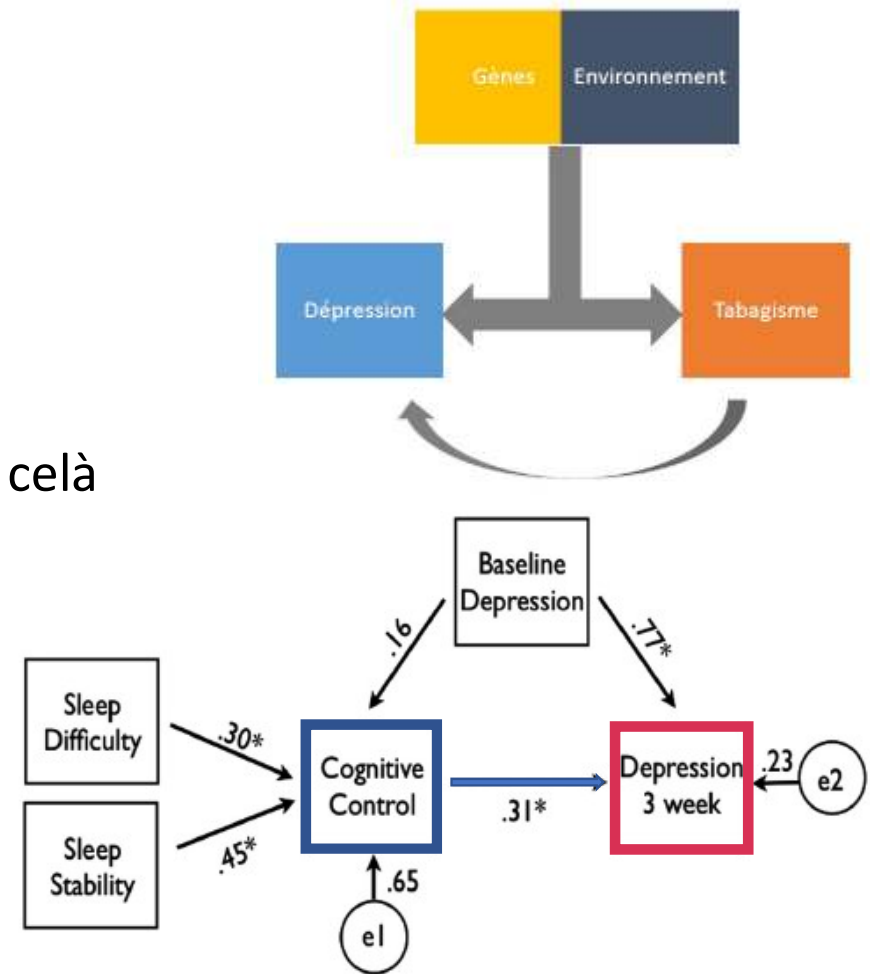 Gènes Environnement
Dépression Tabagisme
celà
Baseline
Depression
.16 .77*
Sleep
Difficulty
.30*
Cognitive
Control
.31*
Depression
3 week
.23
e2
Sleep
Stability
.45*
.65
e1